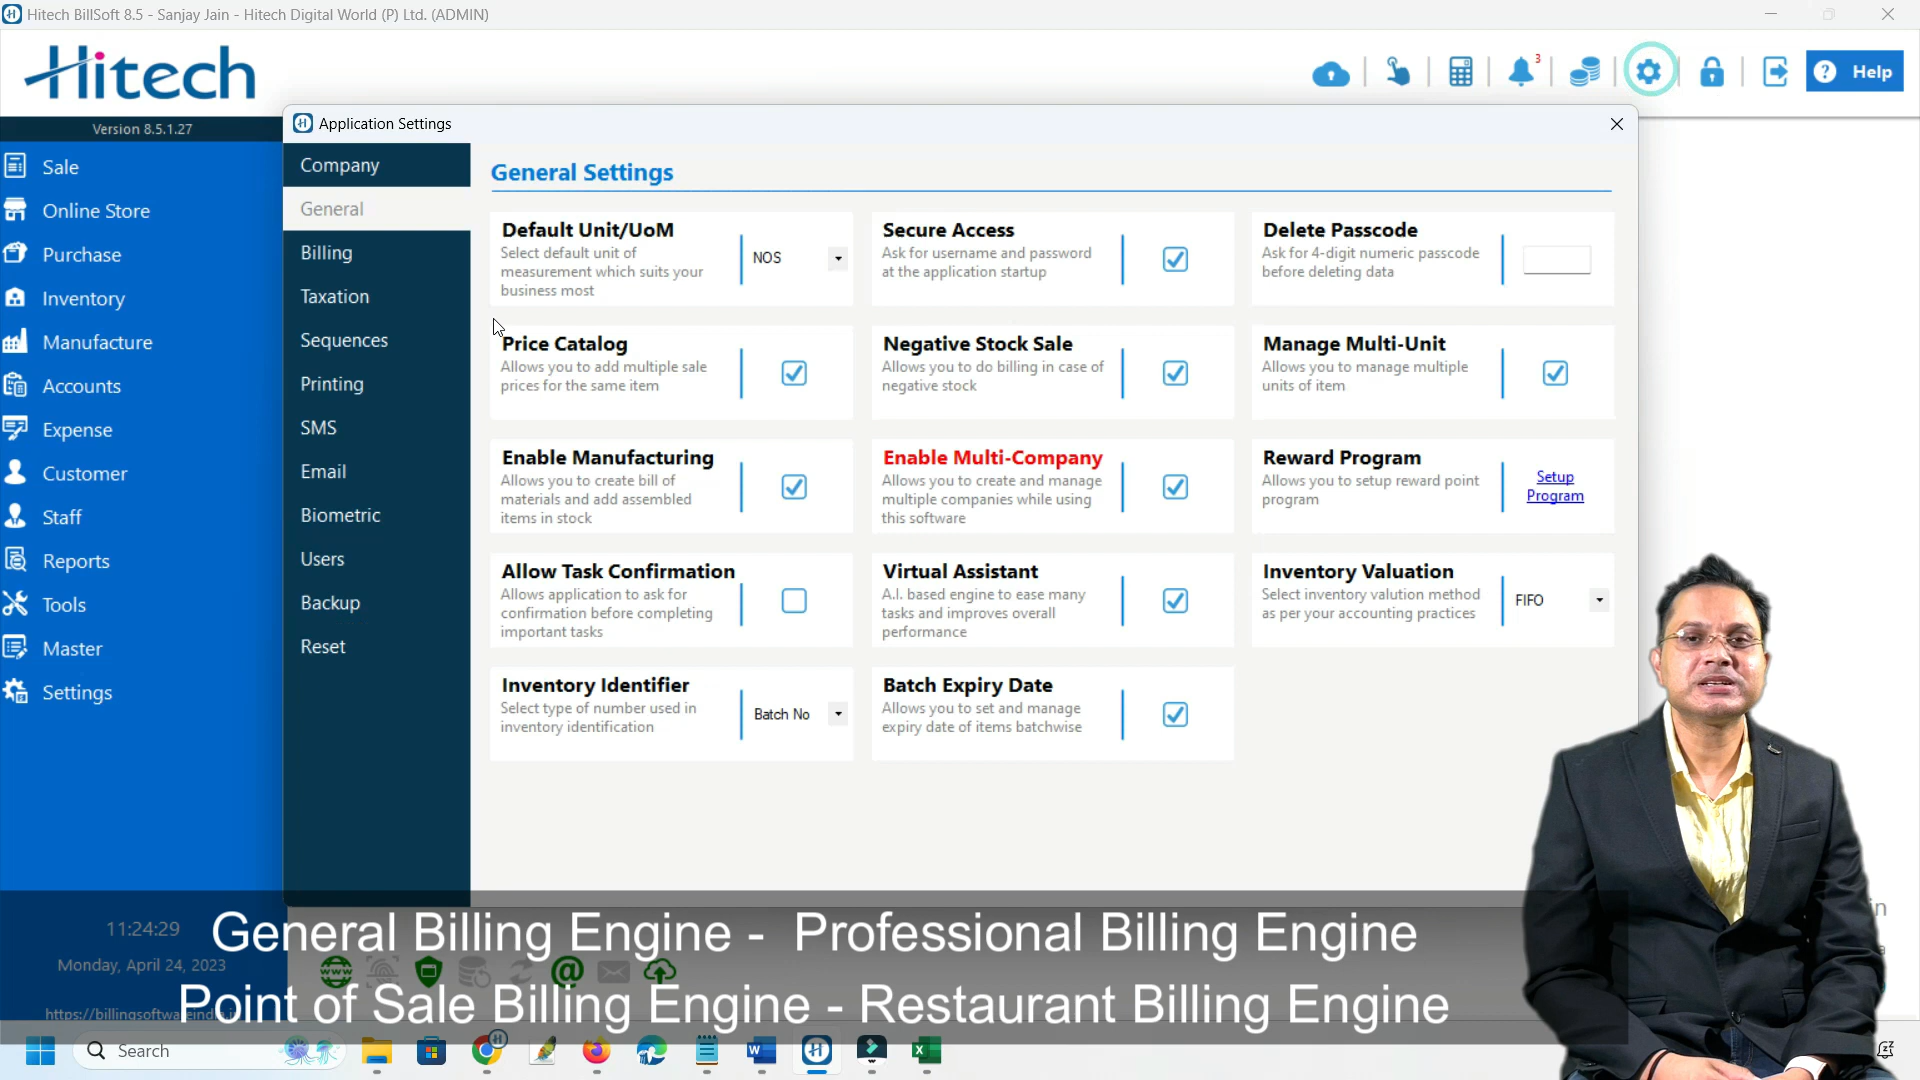 Hitech BillSoft 8.5 - Sanjay Jain - Hitech Digital World (P) Ltd. (ADMIN)
Hitech
3
Help
Version 8.5.1.27
Sale
Online Store
Purchase
Inventory
Manufacture
Accounts
Expense
Customer
Staff
Reports
Tools
Master
Settings
Application Settings
Company
General
Billing
Taxation
Sequences
Printing
SMS
Email
Biometric
Users
Backup
Reset
General Settings
Default Unit/UoM
Select default unit of
measurement which suits your
business most
NOS
Secure Access
Ask for username and password
at the application startup
Delete Passcode
Ask for 4-digit numeric passcode
before deleting data
Price Catalog
Allows you to add multiple sale
prices for the same item
Negative Stock Sale
Allows you to do billing in case of
negative stock
Manage Multi-Unit
Allows you to manage multiple
units of item
Enable Manufacturing
Allows you to create bill of
materials and add assembled
items in stock
Enable Multi-Company
Allows you to create and manage
multiple companies while using
this software
Reward Program
Allows you to setup reward point
program
Setup
Program
Allow Task Confirmation
Allows application to ask for
confirmation before completing
important tasks
Virtual Assistant
A.I. based engine to ease many
tasks and improves overall
performance
Inventory Valuation
Select inventory valution method
as per your accounting practices
FIFO
Inventory Identifier
Select type of number used in
inventory identification
Batch No
Batch Expiry Date
Allows you to set and manage
expiry date of items batchwise
11:24:29
Monday, April 24, 2023
General Billing Engine - Professional Billing Engine
Point of Sale Billing Engine - Restaurant Billing Engine
Search